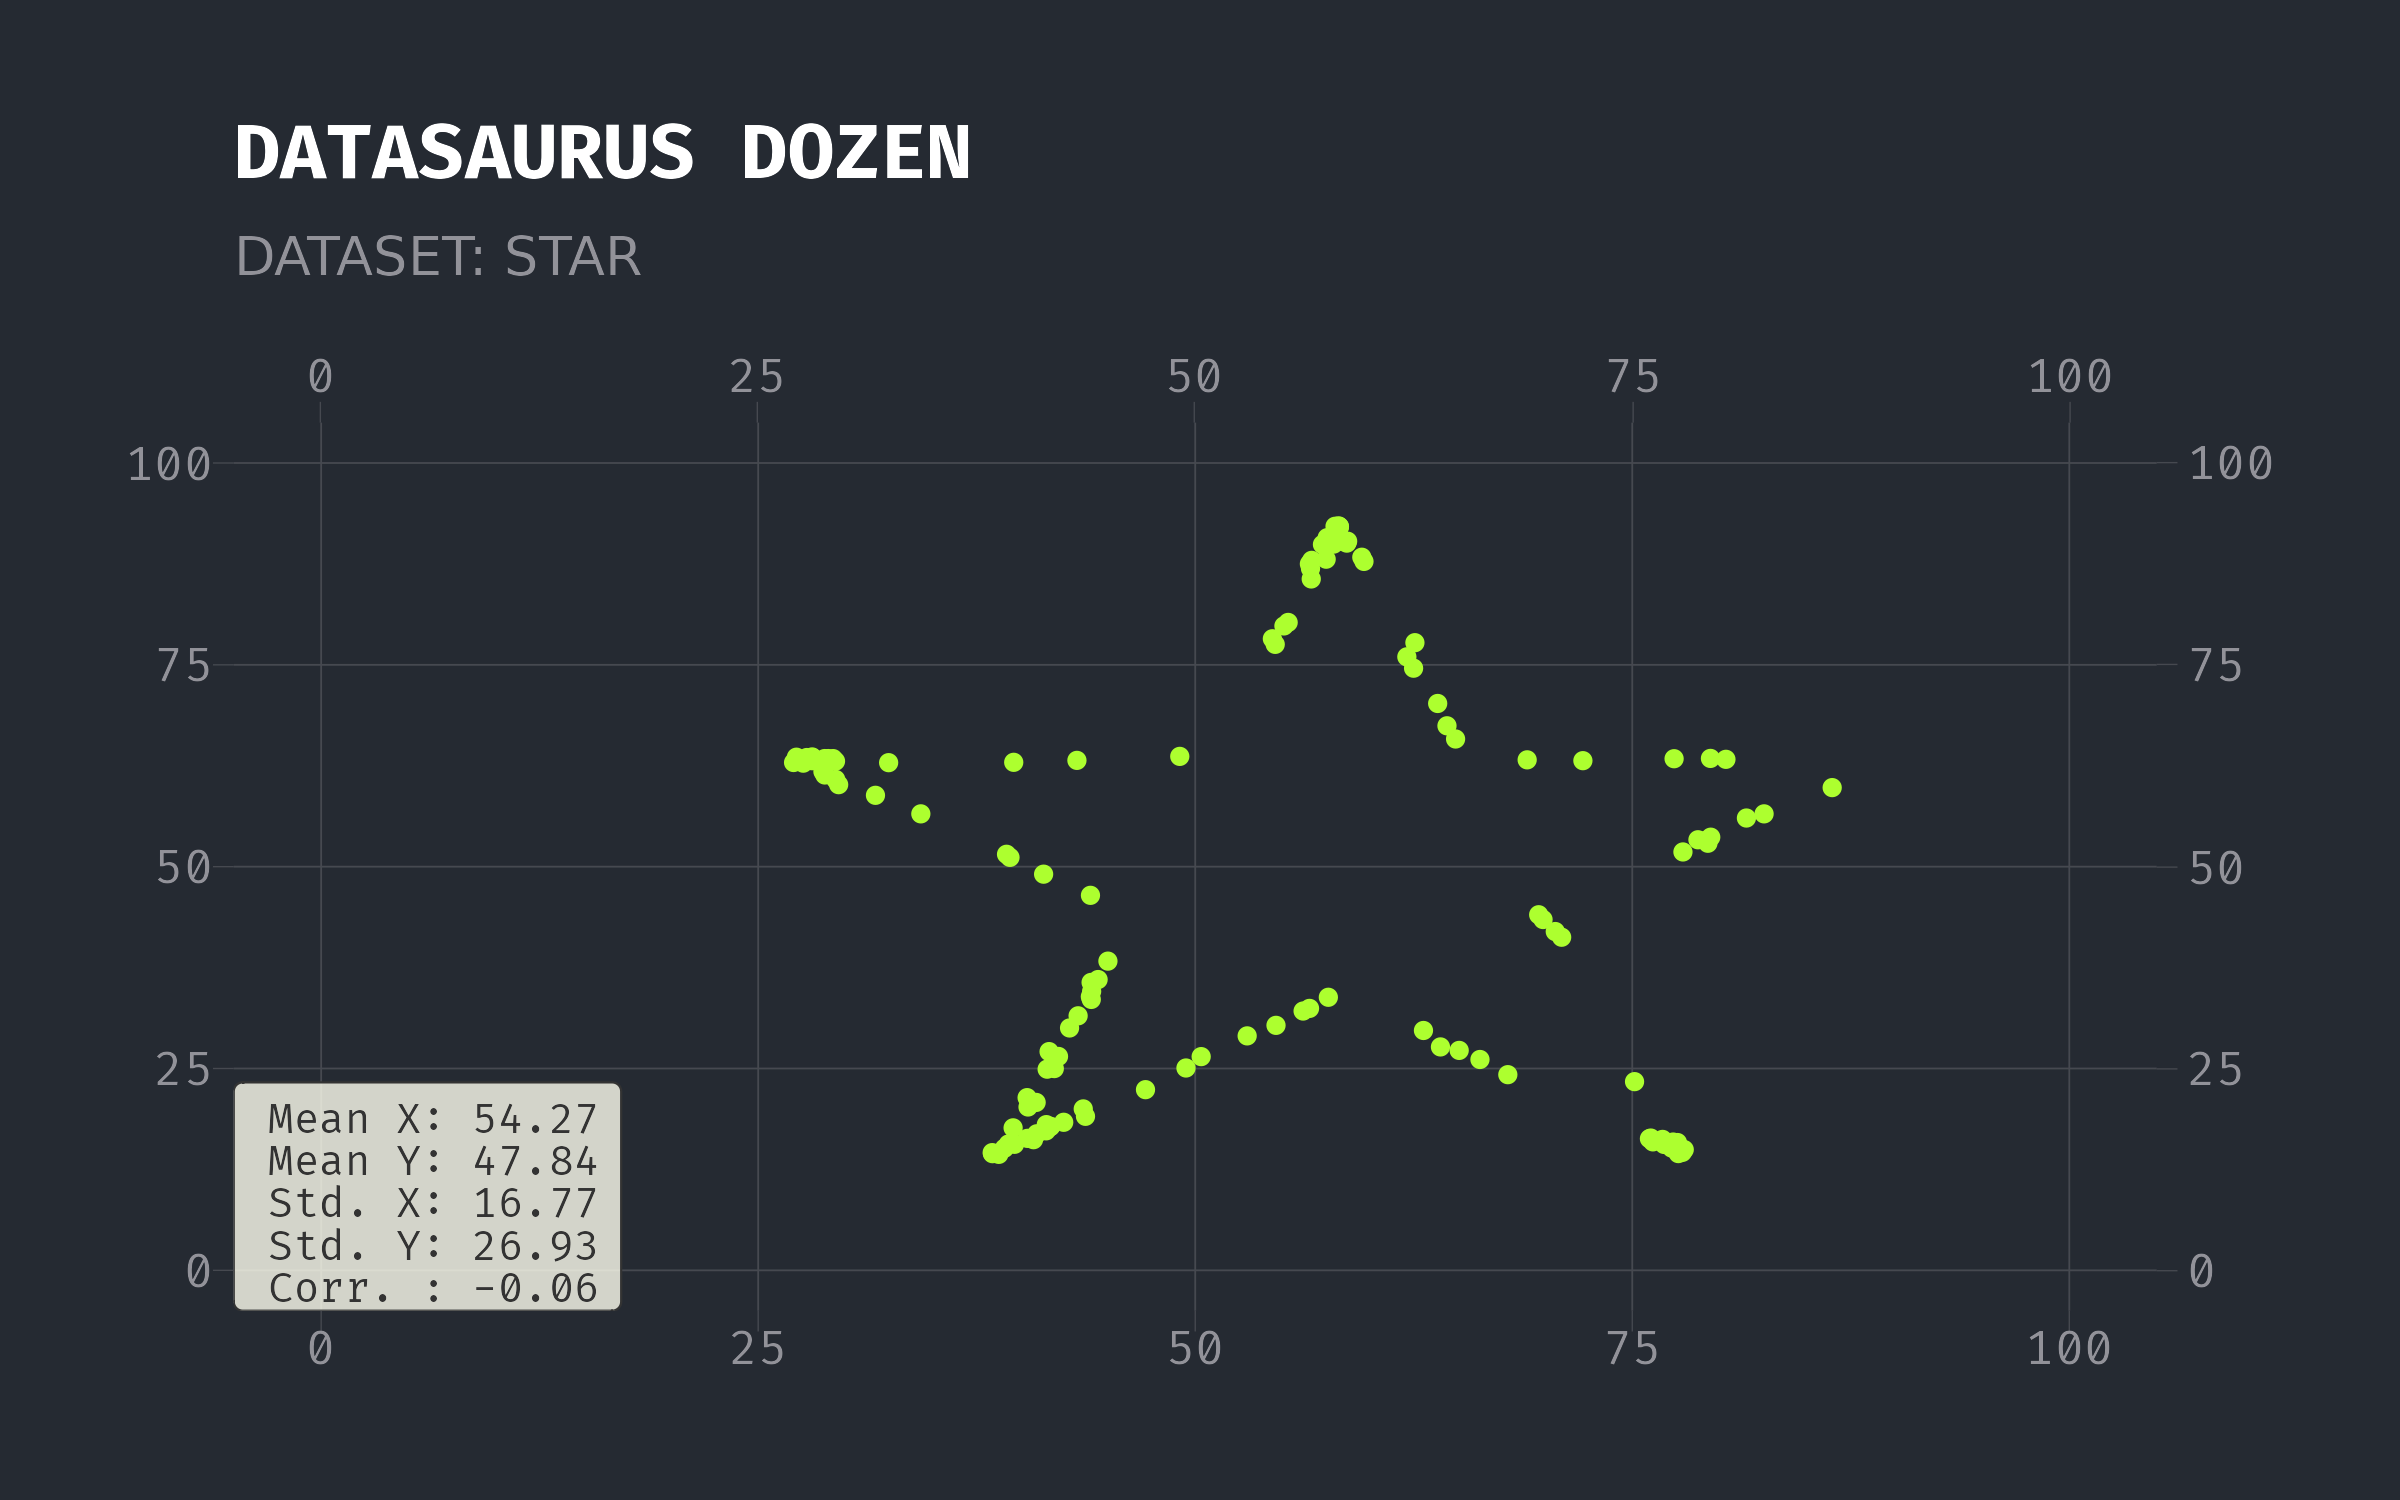 DATASAURUS DOZEN
DATASET: STAR
0 25 50 75 100
100 100
75 75
50 50
25 25
Mean X: 54.27
Mean Y: 47.84
Std. X: 16.77
Std. Y: 26.93
0 0
Corr. : -0.06
0 25 50 75 100